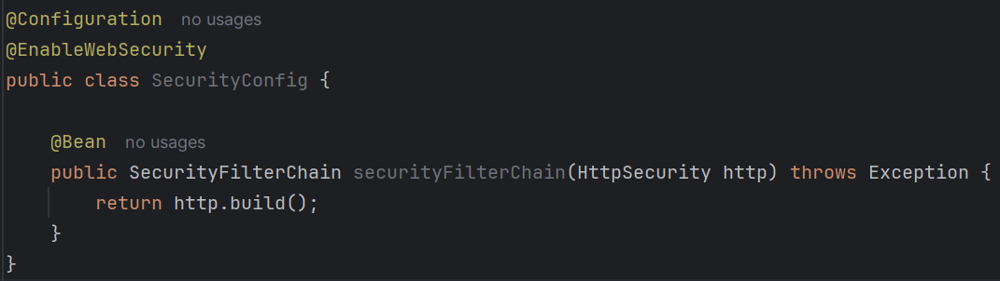 @Configuration no usages
@EnableWebSecurity
public class SecurityConfig {
@Bean no usages
public SecurityFilterChain securityFilterChain(HttpSecurity http) throws Exception {
return http.build();
}
}